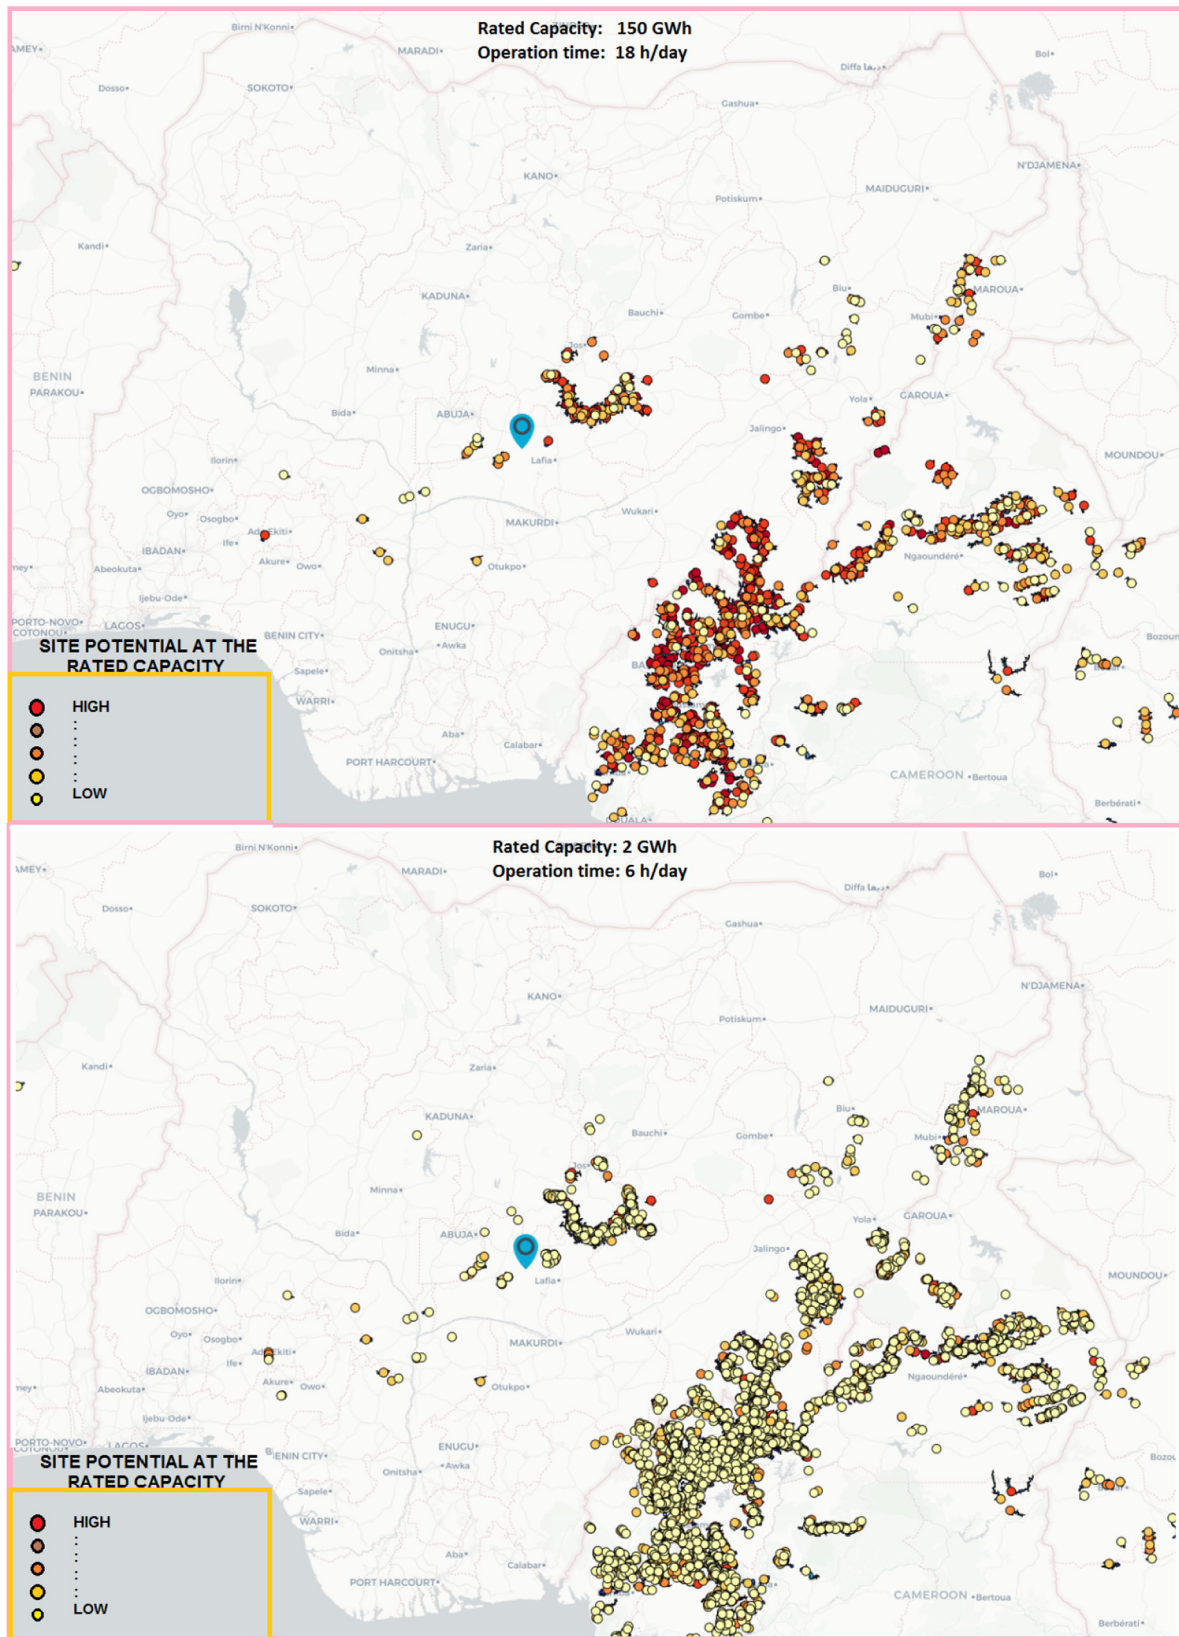 Rated Capacity: 150 GWh
Operation time: 18 h/day
Birni N'Konni
AMEY
MARADI
Diffa
Bol
Dosso
SOKOTO
Gashua
N'DJAMENA
KANO
MAIDUGURI
Potiskum
Kandi
Zaria
KADUNA
Biu
MAROUA
Bauchi
Gombe
Mubi
Jos
BENIN
PARAKOU
Minna
Yola
GAROUA
Bida
ABUJA
Jalingo
MOUNDOU
Ilorin
Lafia
OGBOMOSHO
Wukari
Oyo
Osogbo
MAKURDI
Ado-Ekiti
IBADAN
Ife
Ngaoundéré
Abeokuta
Akure
Owo
Otukpo
Ijebu-Ode
PORTO-NOVO
COTONOU
LAGOS
BENIN CITY
ENUGU
Onitsha
Awka
Bozoum
SITE POTENTIAL AT THE
RATED CAPACITY
Sapele
WARRI
HIGH
Aba
Calabar
PORT HARCOURT
CAMEROON
Bertoua
LOW
Berbérati
DOUALA
Rated Capacity: 2 GWh
Operation time: 6 h/day
Birni N'Konni
AMEY
MARADI
Diffa
Bol
Dosso
SOKOTO
Gashua
N'DJAMENA
KANO
MAIDUGURI
Potiskum
Kandi
Zaria
KADUNA
Biu
MAROUA
Bauchi
Gombe
Mubi
Jos
BENIN
PARAKOU
Minna
Yola
GAROUA
Bida
ABUJA
Jalingo
MOUNDOU
Ilorin
Lafia
OGBOMOSHO
Wukari
Oyo
Osogbo
MAKURDI
Ado-Ekiti
IBADAN
Ife
Ngaoundéré
Abeokuta
Akure
Owo
Otukpo
Ijebu-Ode
PORTO-NOVO
LAGOS
BENIN CITY
ENUGU
Onitsha
Awka
Bozou
SITE POTENTIAL AT THE
RATED CAPACITY
Sapele
WARRI
HIGH
Aba
Calabar
PORT HARCOURT
CAMEROON
Bertoua
LOW
Berbérati